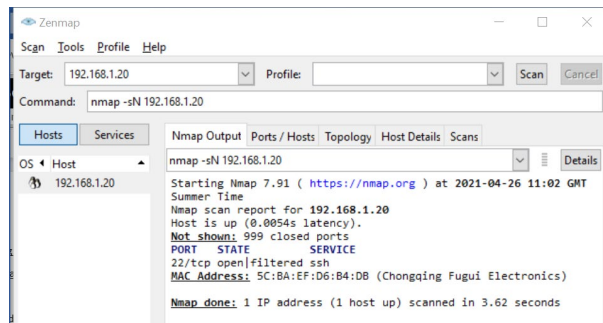 Zenmap
Scan Tools Profile Help
Target: 192.168.1.20 Profile: Scan Cancel
Command: nmap -sN 192.168.1.20
Hosts Services Nmap Output Ports / Hosts Topology Host Details Scans
OS Host nmap -sN 192.168.1.20 Details
192.168.1.20
Starting Nmap 7.91 ( https://nmap.org ) at 2021-04-26 11:02 GMT
Summer Time
Nmap scan report for 192.168.1.20
Host is up (0.0054s latency).
Not shown: 999 closed ports
PORT STATE SERVICE
22/tcp open|filtered ssh
MAC Address: 5C:BA:EF:D6:B4:DB (Chongqing Fugui Electronics)
Nmap done: 1 IP address (1 host up) scanned in 3.62 seconds